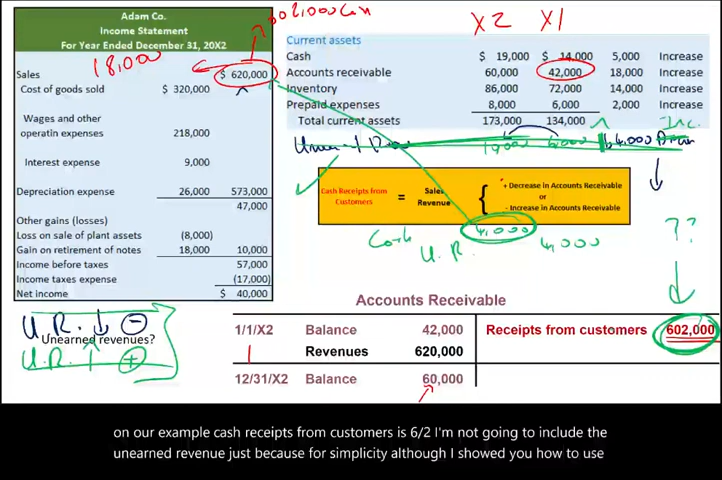 Adam Co.
Income Statement
For Year Ended December 31, 20X2
18,000
Sales $ 620,000
Cost of goods sold $ 320,000
Wages and other
operatin expenses 218,000
Interest expense 9,000
Depreciation expense 26,000 573,000
47,000
Other gains (losses)
Loss on sale of plant assets (8,000)
Gain on retirement of notes 18,000 10,000
Income before taxes 57,000
Income taxes expense (17,000)
Net income $ 40,000
U.R. ↓ −
Unearned revenues?
U.R. ↑ +
X2 X1
Current assets
Cash $ 19,000 $ 14,000 5,000 Increase
Accounts receivable 60,000 42,000 18,000 Increase
Inventory 86,000 72,000 14,000 Increase
Prepaid expenses 8,000 6,000 2,000 Increase
Total current assets 173,000 134,000
Inc.
Cash Receipts from Customers = Sales Revenue { + Decrease in Accounts Receivable
or
- Increase in Accounts Receivable
Cash 4,000 4,000
U.R.
??
Accounts Receivable
1/1/X2 Balance 42,000 Receipts from customers 602,000
Revenues 620,000
12/31/X2 Balance 60,000
on our example cash receipts from customers is 6/2 I'm not going to include the
unearned revenue just because for simplicity although I showed you how to use